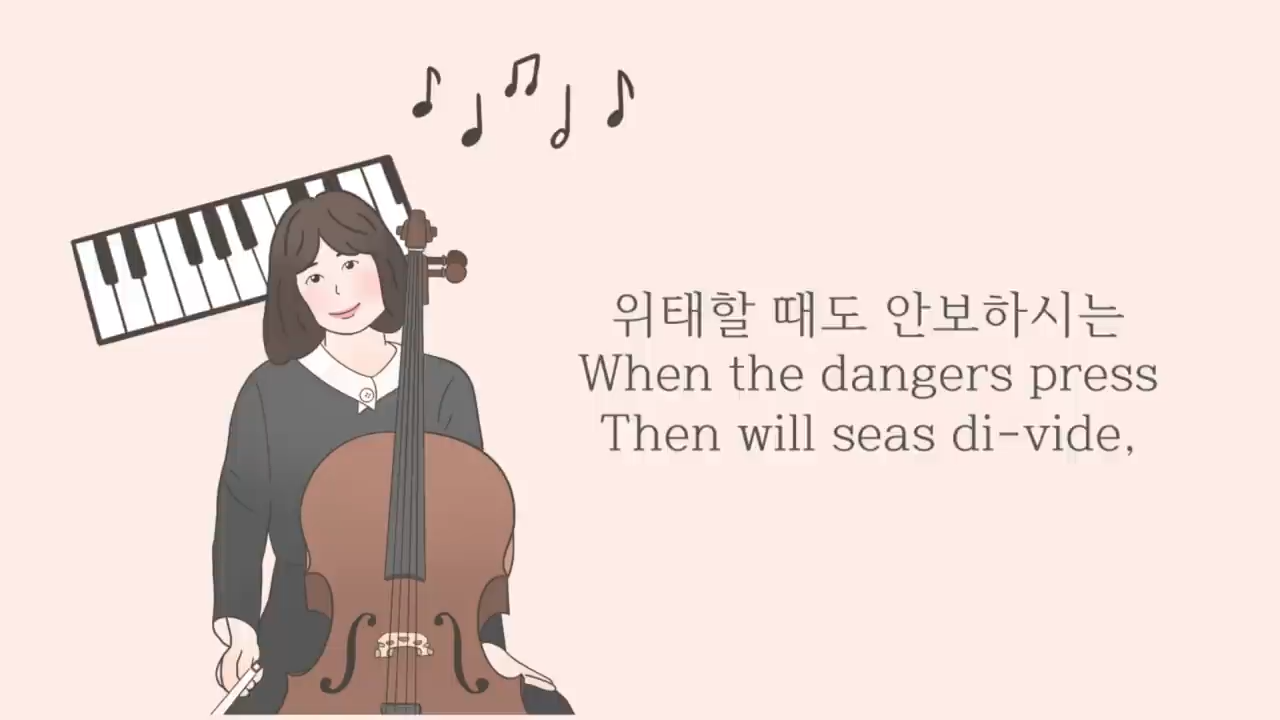 위태할 때도 안보하시는
When the dangers press
Then will seas di-vide,